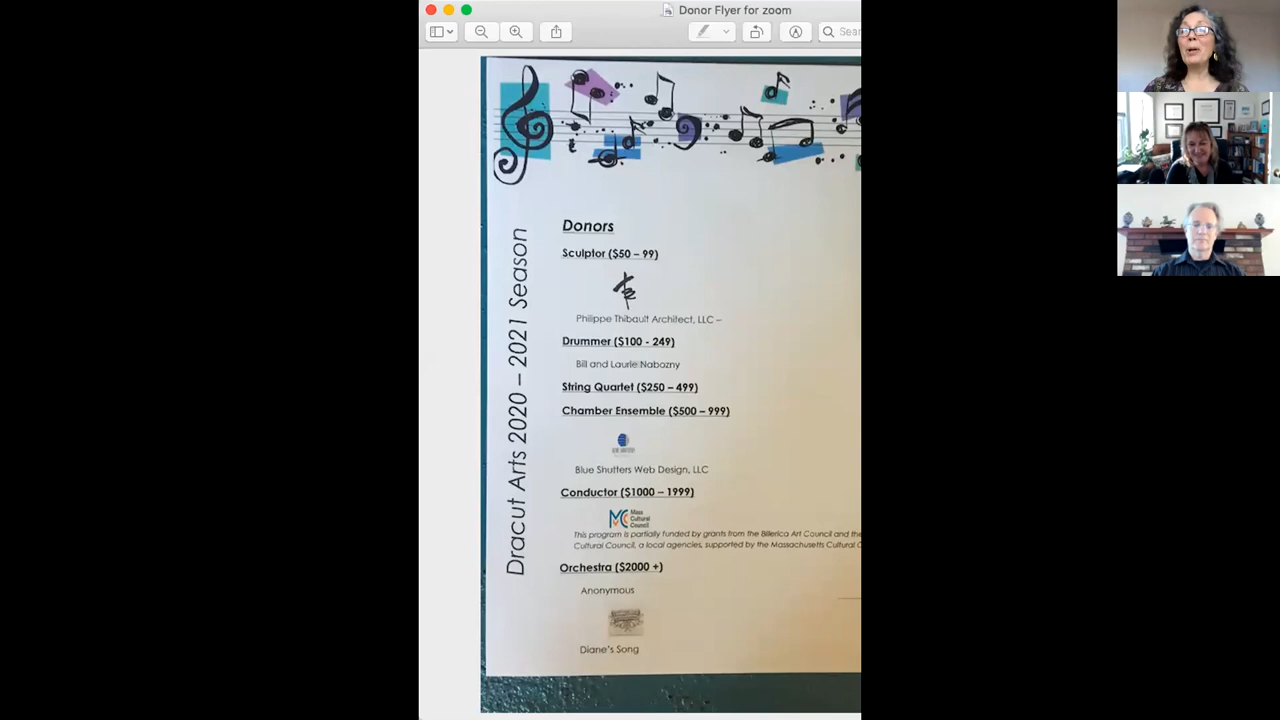 Donor Flyer for zoom
Sear
Dracut Arts 2020 – 2021 Season
Donors
Sculptor ($50 – 99)
Philippe Thibault Architect, LLC –
Drummer ($100 - 249)
Bill and Laurie Nabozny
String Quartet ($250 – 499)
Chamber Ensemble ($500 – 999)
Blue Shutters Web Design, LLC
Conductor ($1000 – 1999)
Mass
Cultural
Council
This program is partially funded by grants from the Billerica Art Council and the
Cultural Council, a local agencies, supported by the Massachusetts Cultural C
Orchestra ($2000 +)
Anonymous
Diane's Song